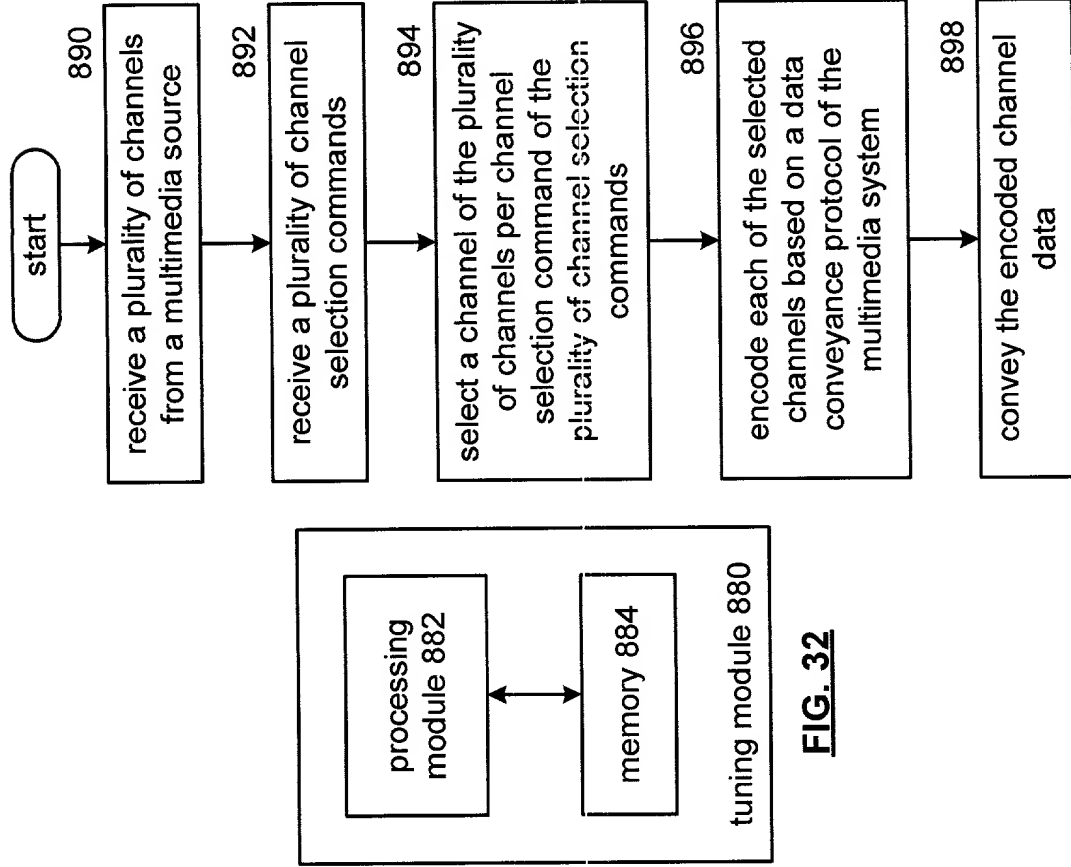 start
890
receive a plurality of channels
from a multimedia source
892
receive a plurality of channel
selection commands
894
select a channel of the plurality
of channels per channel
selection command of the
plurality of channel selection
commands
896
encode each of the selected
channels based on a data
conveyance protocol of the
multimedia system
898
convey the encoded channel
data
processing
module 882
memory 884
tuning module 880
FIG. 32